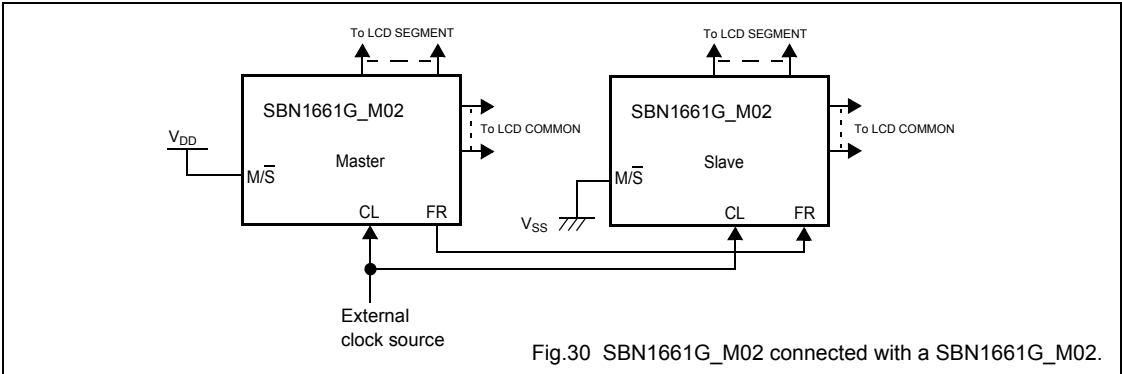 To LCD SEGMENT
To LCD SEGMENT
SBN1661G_M02
SBN1661G_M02
To LCD COMMON
To LCD COMMON
VDD
Master
Slave
M/S̅
M/S̅
CL
FR
VSS
CL
FR
External
clock source
Fig.30 SBN1661G_M02 connected with a SBN1661G_M02.